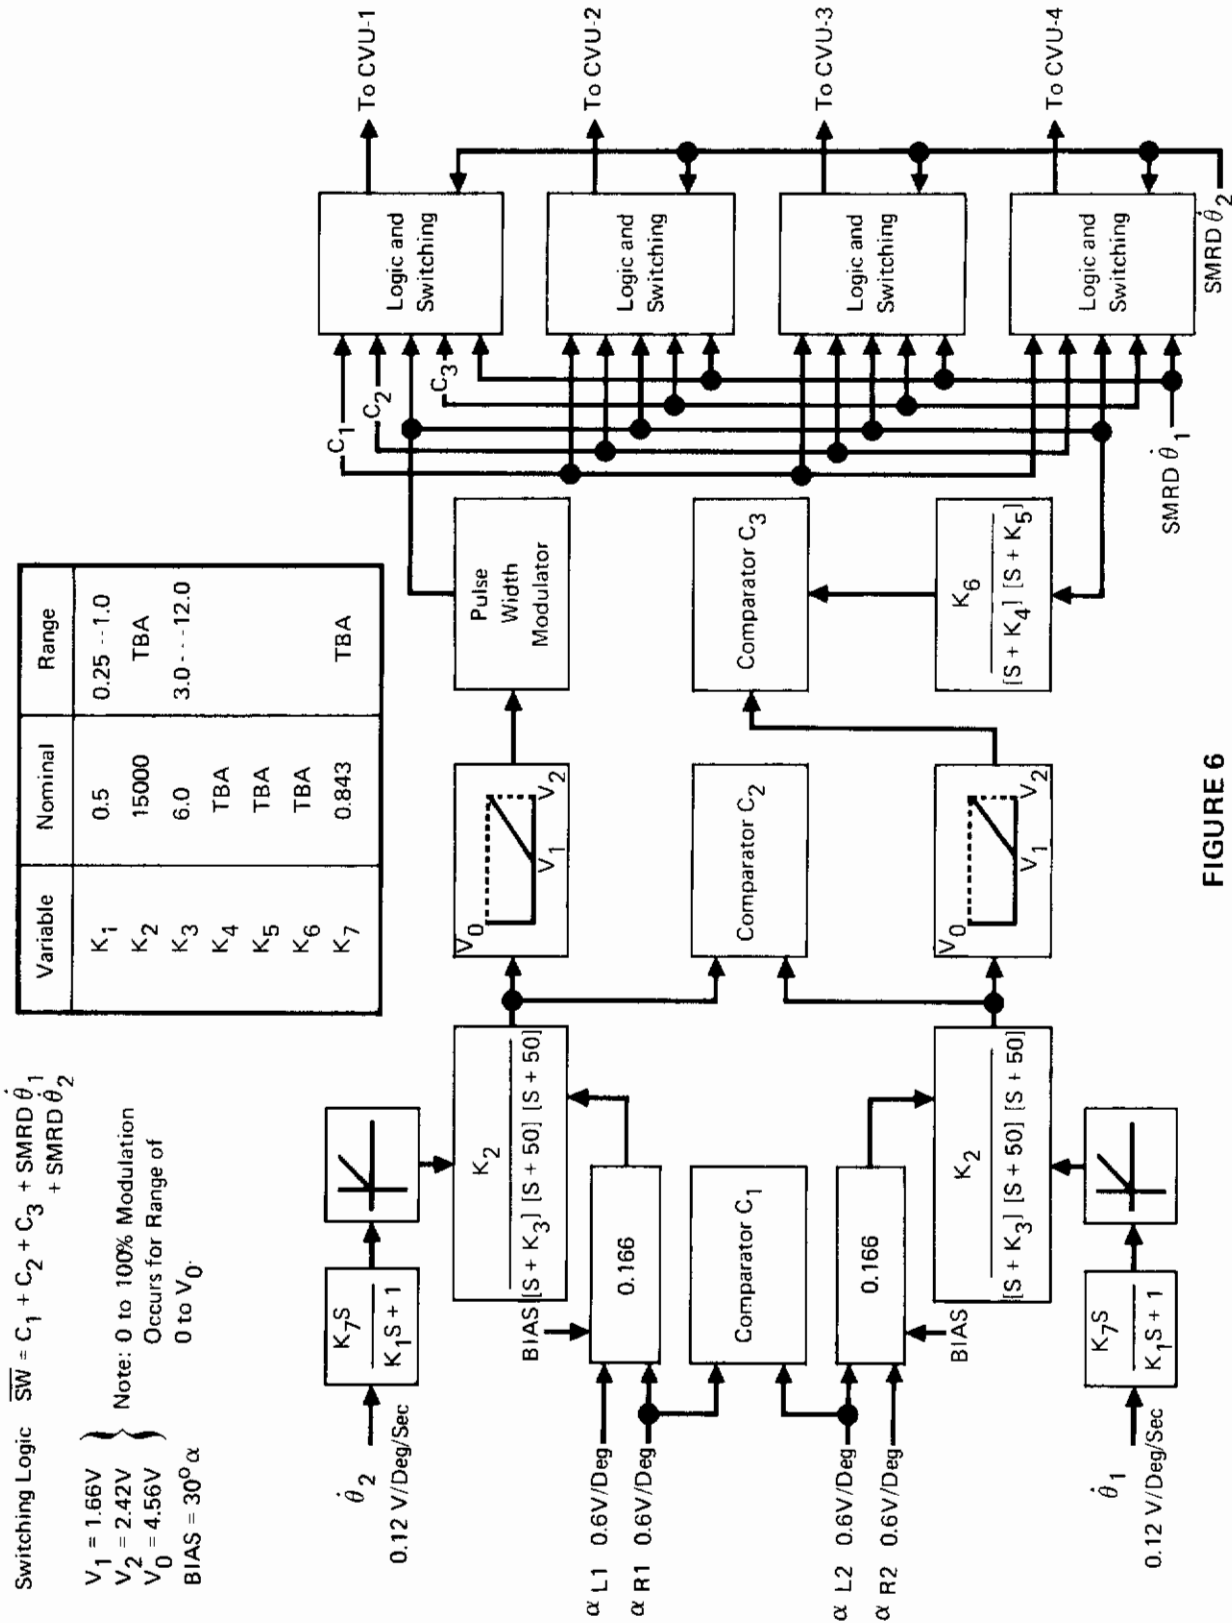 Switching Logic S̅W̅ = C1 + C2 + C3 + SMRD θ̇1
+ SMRD θ̇2
V1 = 1.66V
V2 = 2.42V
V0 = 4.56V
BIAS = 30° α
Note: 0 to 100% Modulation
Occurs for Range of
0 to V0.
Variable Nominal Range
K1 0.5 0.25 - - 1.0
K2 15000 TBA
K3 6.0 3.0 - - - 12.0
K4 TBA
K5 TBA
K6 TBA
K7 0.843 TBA
θ̇2
0.12 V/Deg/Sec
K7S
K1S + 1
K2
[S + K3] [S + 50] [S + 50]
V0
V1
V2
Pulse
Width
Modulator
BIAS
α L1 0.6V/Deg
α R1 0.6V/Deg
0.166
Comparator C1
Comparator C2
Comparator C3
α L2 0.6V/Deg
α R2 0.6V/Deg
0.166
BIAS
θ̇1
0.12 V/Deg/Sec
K7S
K1S + 1
K2
[S + K3] [S + 50] [S + 50]
V0
V1
V2
K6
[S + K4] [S + K5]
C1
C2
C3
Logic and
Switching
To CVU-1
Logic and
Switching
To CVU-2
Logic and
Switching
To CVU-3
Logic and
Switching
To CVU-4
SMRD θ̇1
SMRD θ̇2
FIGURE 6